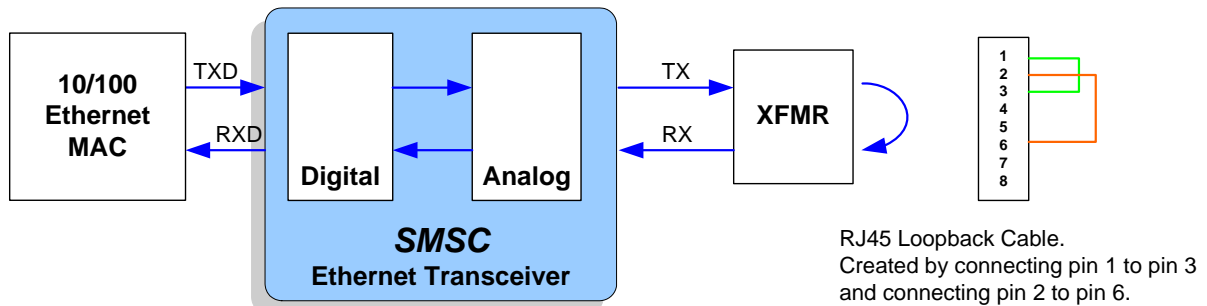 10/100
Ethernet
MAC
TXD
RXD
Digital
Analog
SMSC
Ethernet Transceiver
TX
RX
XFMR
1
2
3
4
5
6
7
8
RJ45 Loopback Cable.
Created by connecting pin 1 to pin 3
and connecting pin 2 to pin 6.